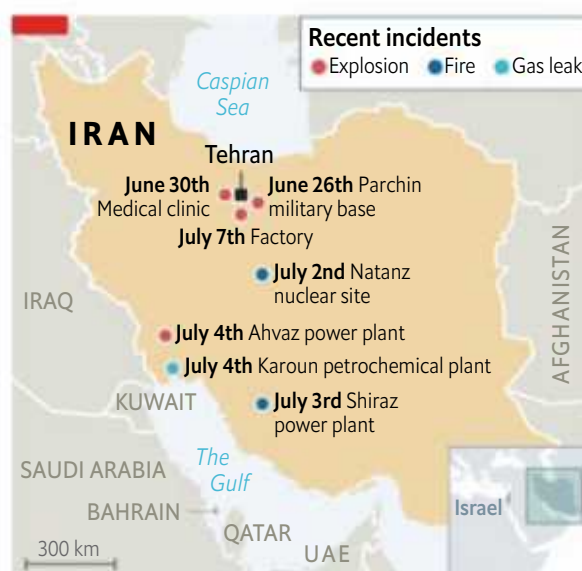 Recent incidents
Explosion Fire Gas leak
Caspian
Sea
IRAN
Tehran
June 30th
Medical clinic
June 26th Parchin
military base
July 7th Factory
July 2nd Natanz
nuclear site
IRAQ
AFGHANISTAN
July 4th Ahvaz power plant
July 4th Karoun petrochemical plant
KUWAIT
July 3rd Shiraz
power plant
SAUDI ARABIA
The
Gulf
BAHRAIN
QATAR
UAE
Israel
300 km